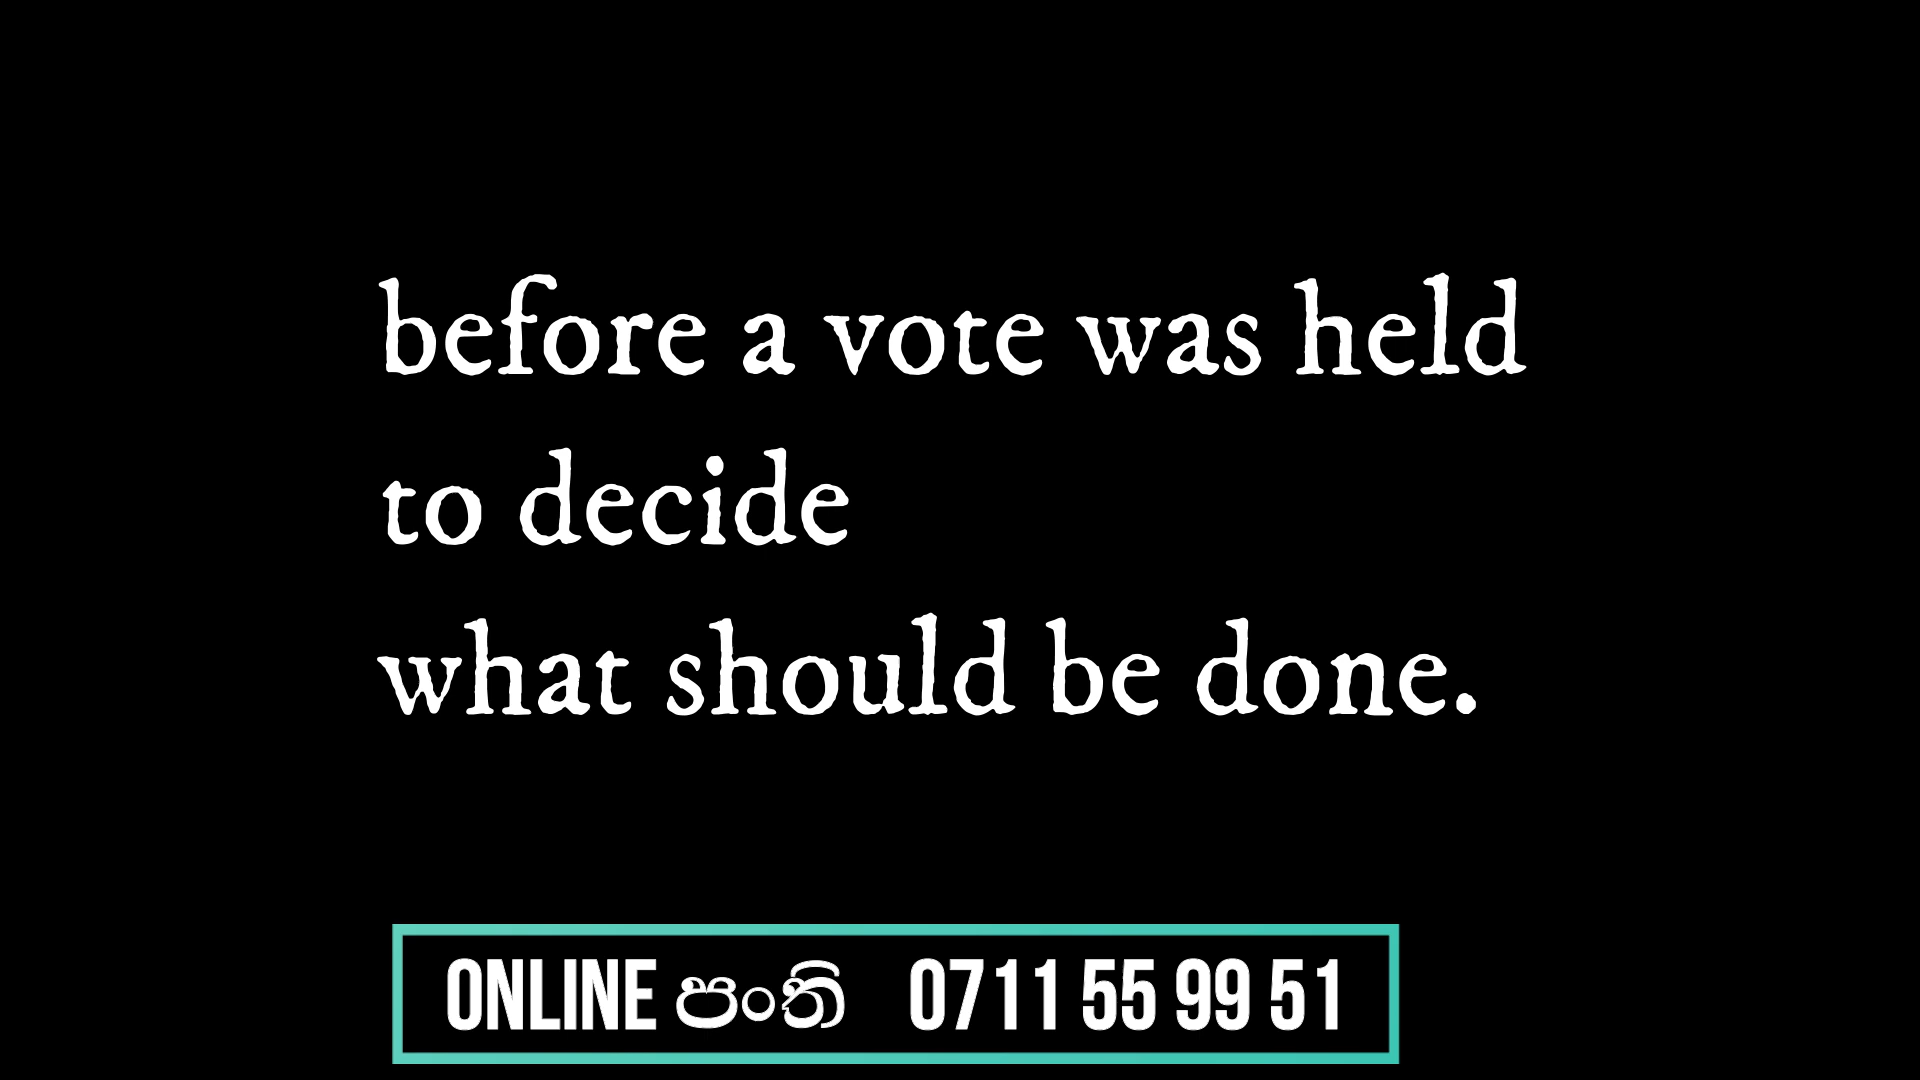 before a vote was held
to decide
what should be done.
ONLINE පංති 0711 55 99 51